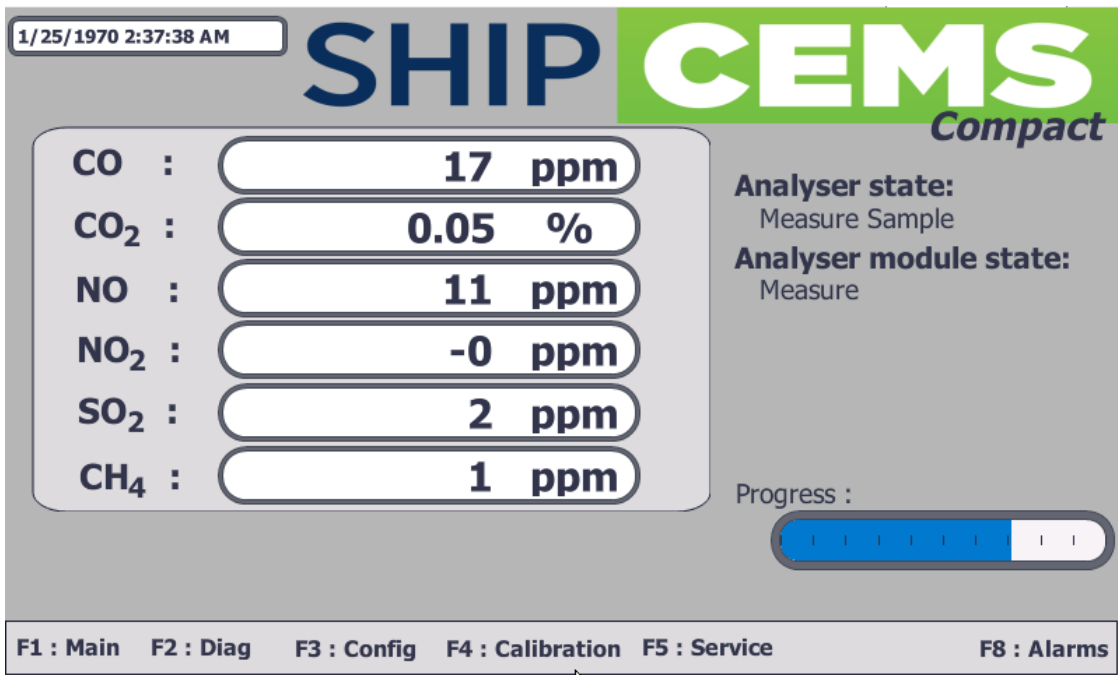 1/25/1970 2:37:38 AM
SHIP CEMS
Compact
CO : 17 ppm
CO₂ : 0.05 %
NO : 11 ppm
NO₂ : -0 ppm
SO₂ : 2 ppm
CH₄ : 1 ppm
Analyser state:
Measure Sample
Analyser module state:
Measure
Progress :
F1 : Main F2 : Diag F3 : Config F4 : Calibration F5 : Service F8 : Alarms